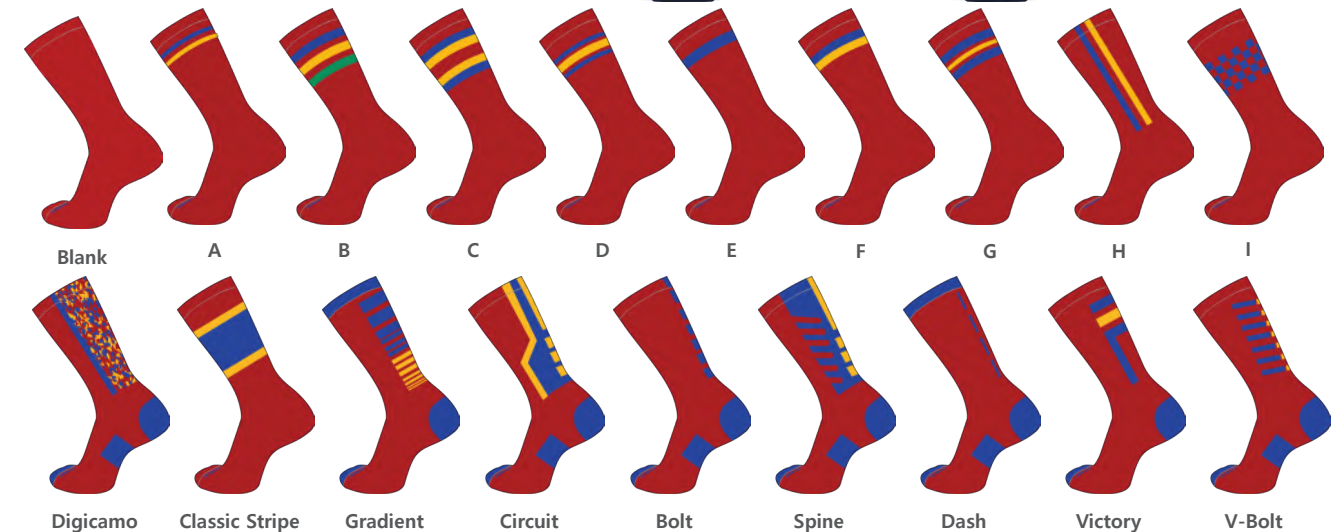 Blank A B C D E F G H I
Digicamo Classic Stripe Gradient Circuit Bolt Spine Dash Victory V-Bolt